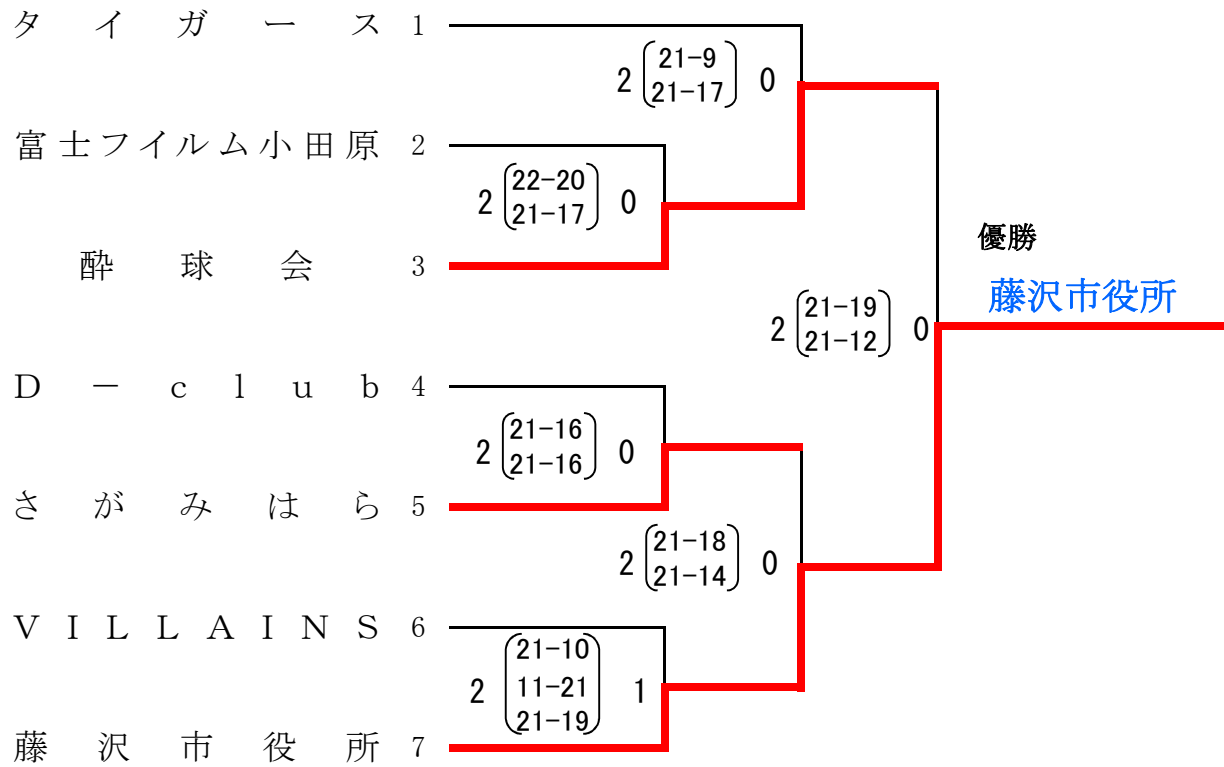 タイガース 1
2 21-9 0
21-17
富士フイルム小田原 2
2 22-20 0
21-17
酔球会 3
優勝
藤沢市役所
2 21-19 0
21-12
D－club 4
2 21-16 0
21-16
さがみはら 5
2 21-18 0
21-14
VILLAINS 6
21-10
2 11-21 1
21-19
藤沢市役所 7